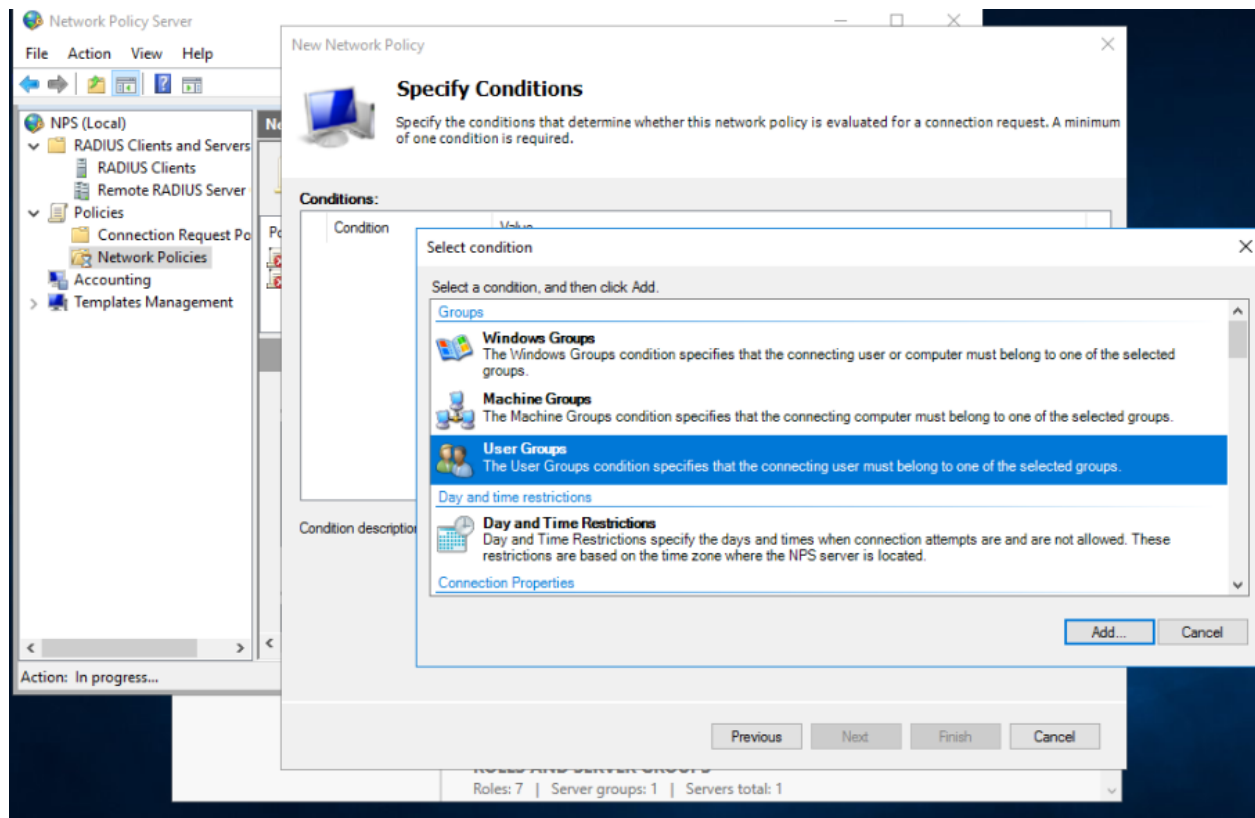 Network Policy Server
File Action View Help
NPS (Local)
RADIUS Clients and Servers
RADIUS Clients
Remote RADIUS Server
Policies
Connection Request Po
Network Policies
Accounting
Templates Management
Action: In progress...
Ne
Po
New Network Policy
Specify Conditions
Specify the conditions that determine whether this network policy is evaluated for a connection request. A minimum
of one condition is required.
Conditions:
Condition Value
Condition description
Select condition
Select a condition, and then click Add.
Groups
Windows Groups
The Windows Groups condition specifies that the connecting user or computer must belong to one of the selected
groups.
Machine Groups
The Machine Groups condition specifies that the connecting computer must belong to one of the selected groups.
User Groups
The User Groups condition specifies that the connecting user must belong to one of the selected groups.
Day and time restrictions
Day and Time Restrictions
Day and Time Restrictions specify the days and times when connection attempts are and are not allowed. These
restrictions are based on the time zone where the NPS server is located.
Connection Properties
Add... Cancel
Previous Next Finish Cancel
ROLES AND SERVER GROUPS
Roles: 7 | Server groups: 1 | Servers total: 1